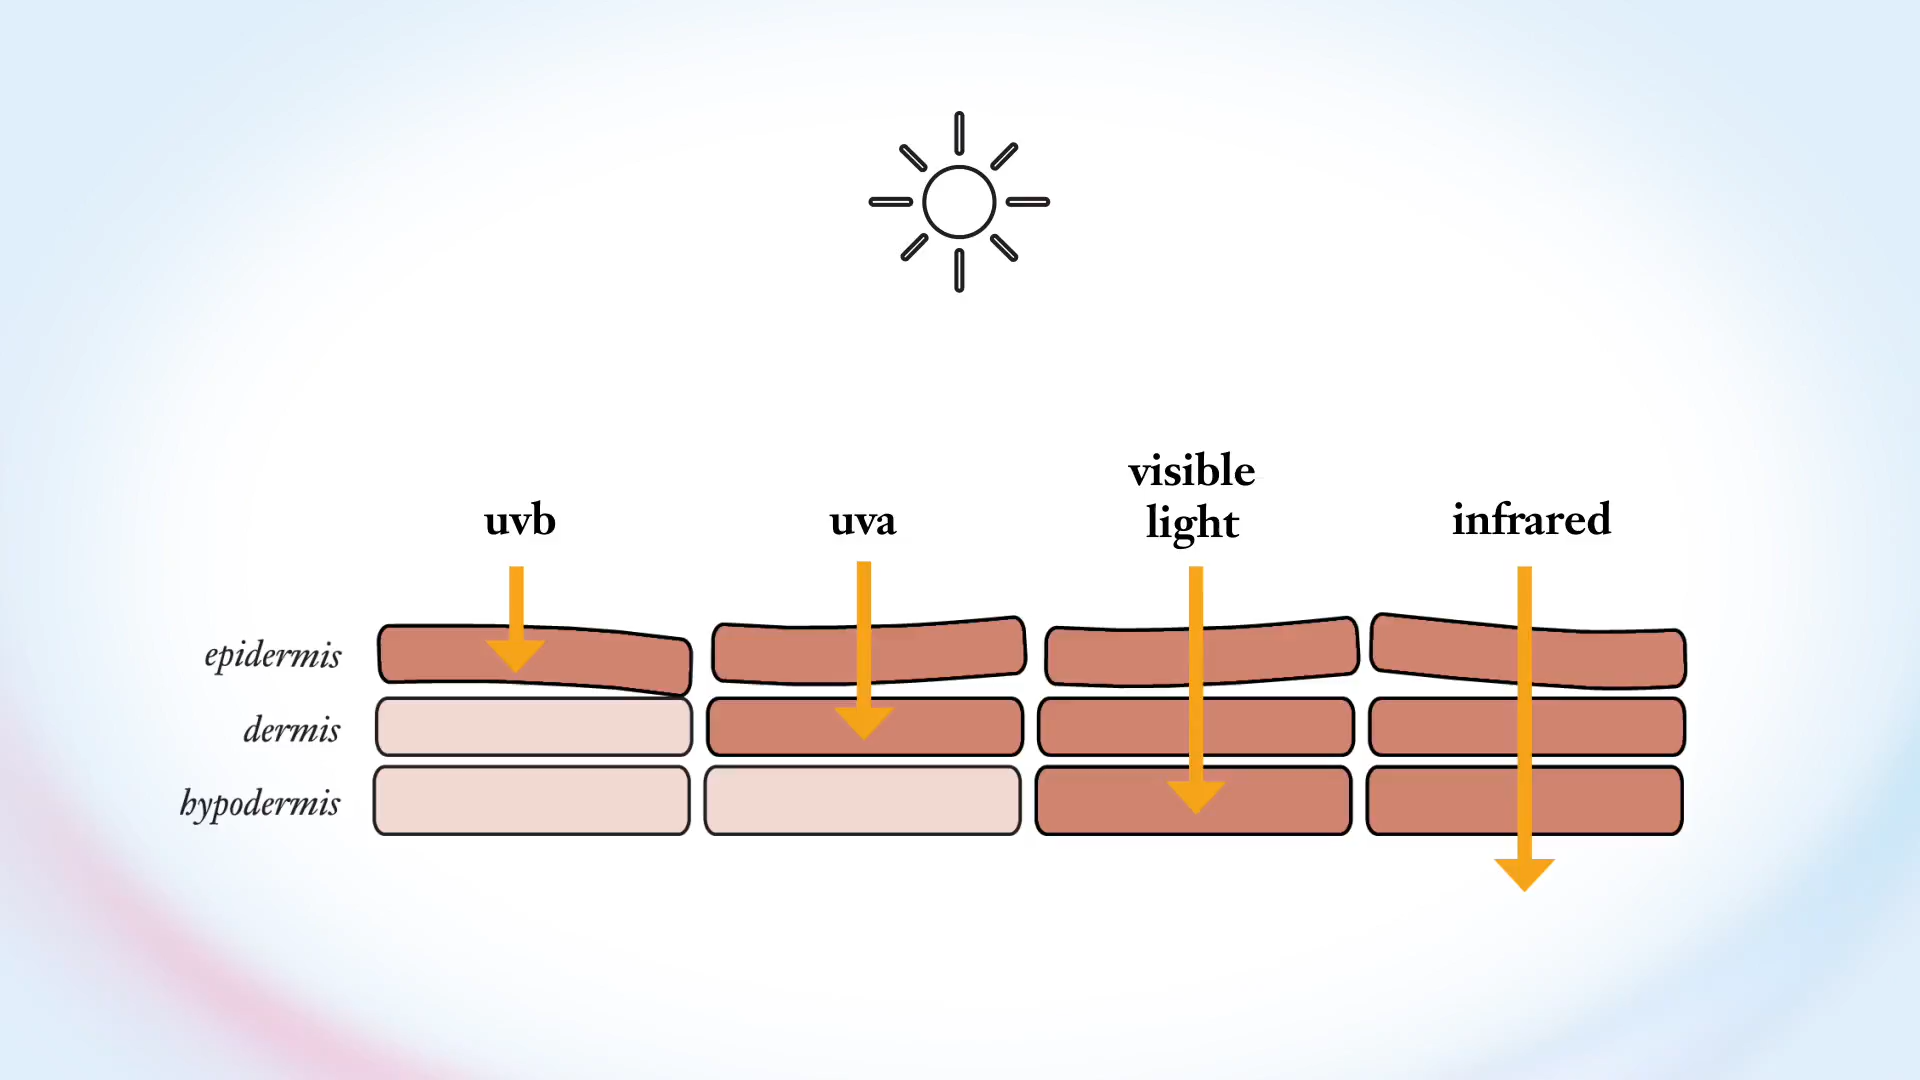 uvb
uva
visible
light
infrared
epidermis
dermis
hypodermis